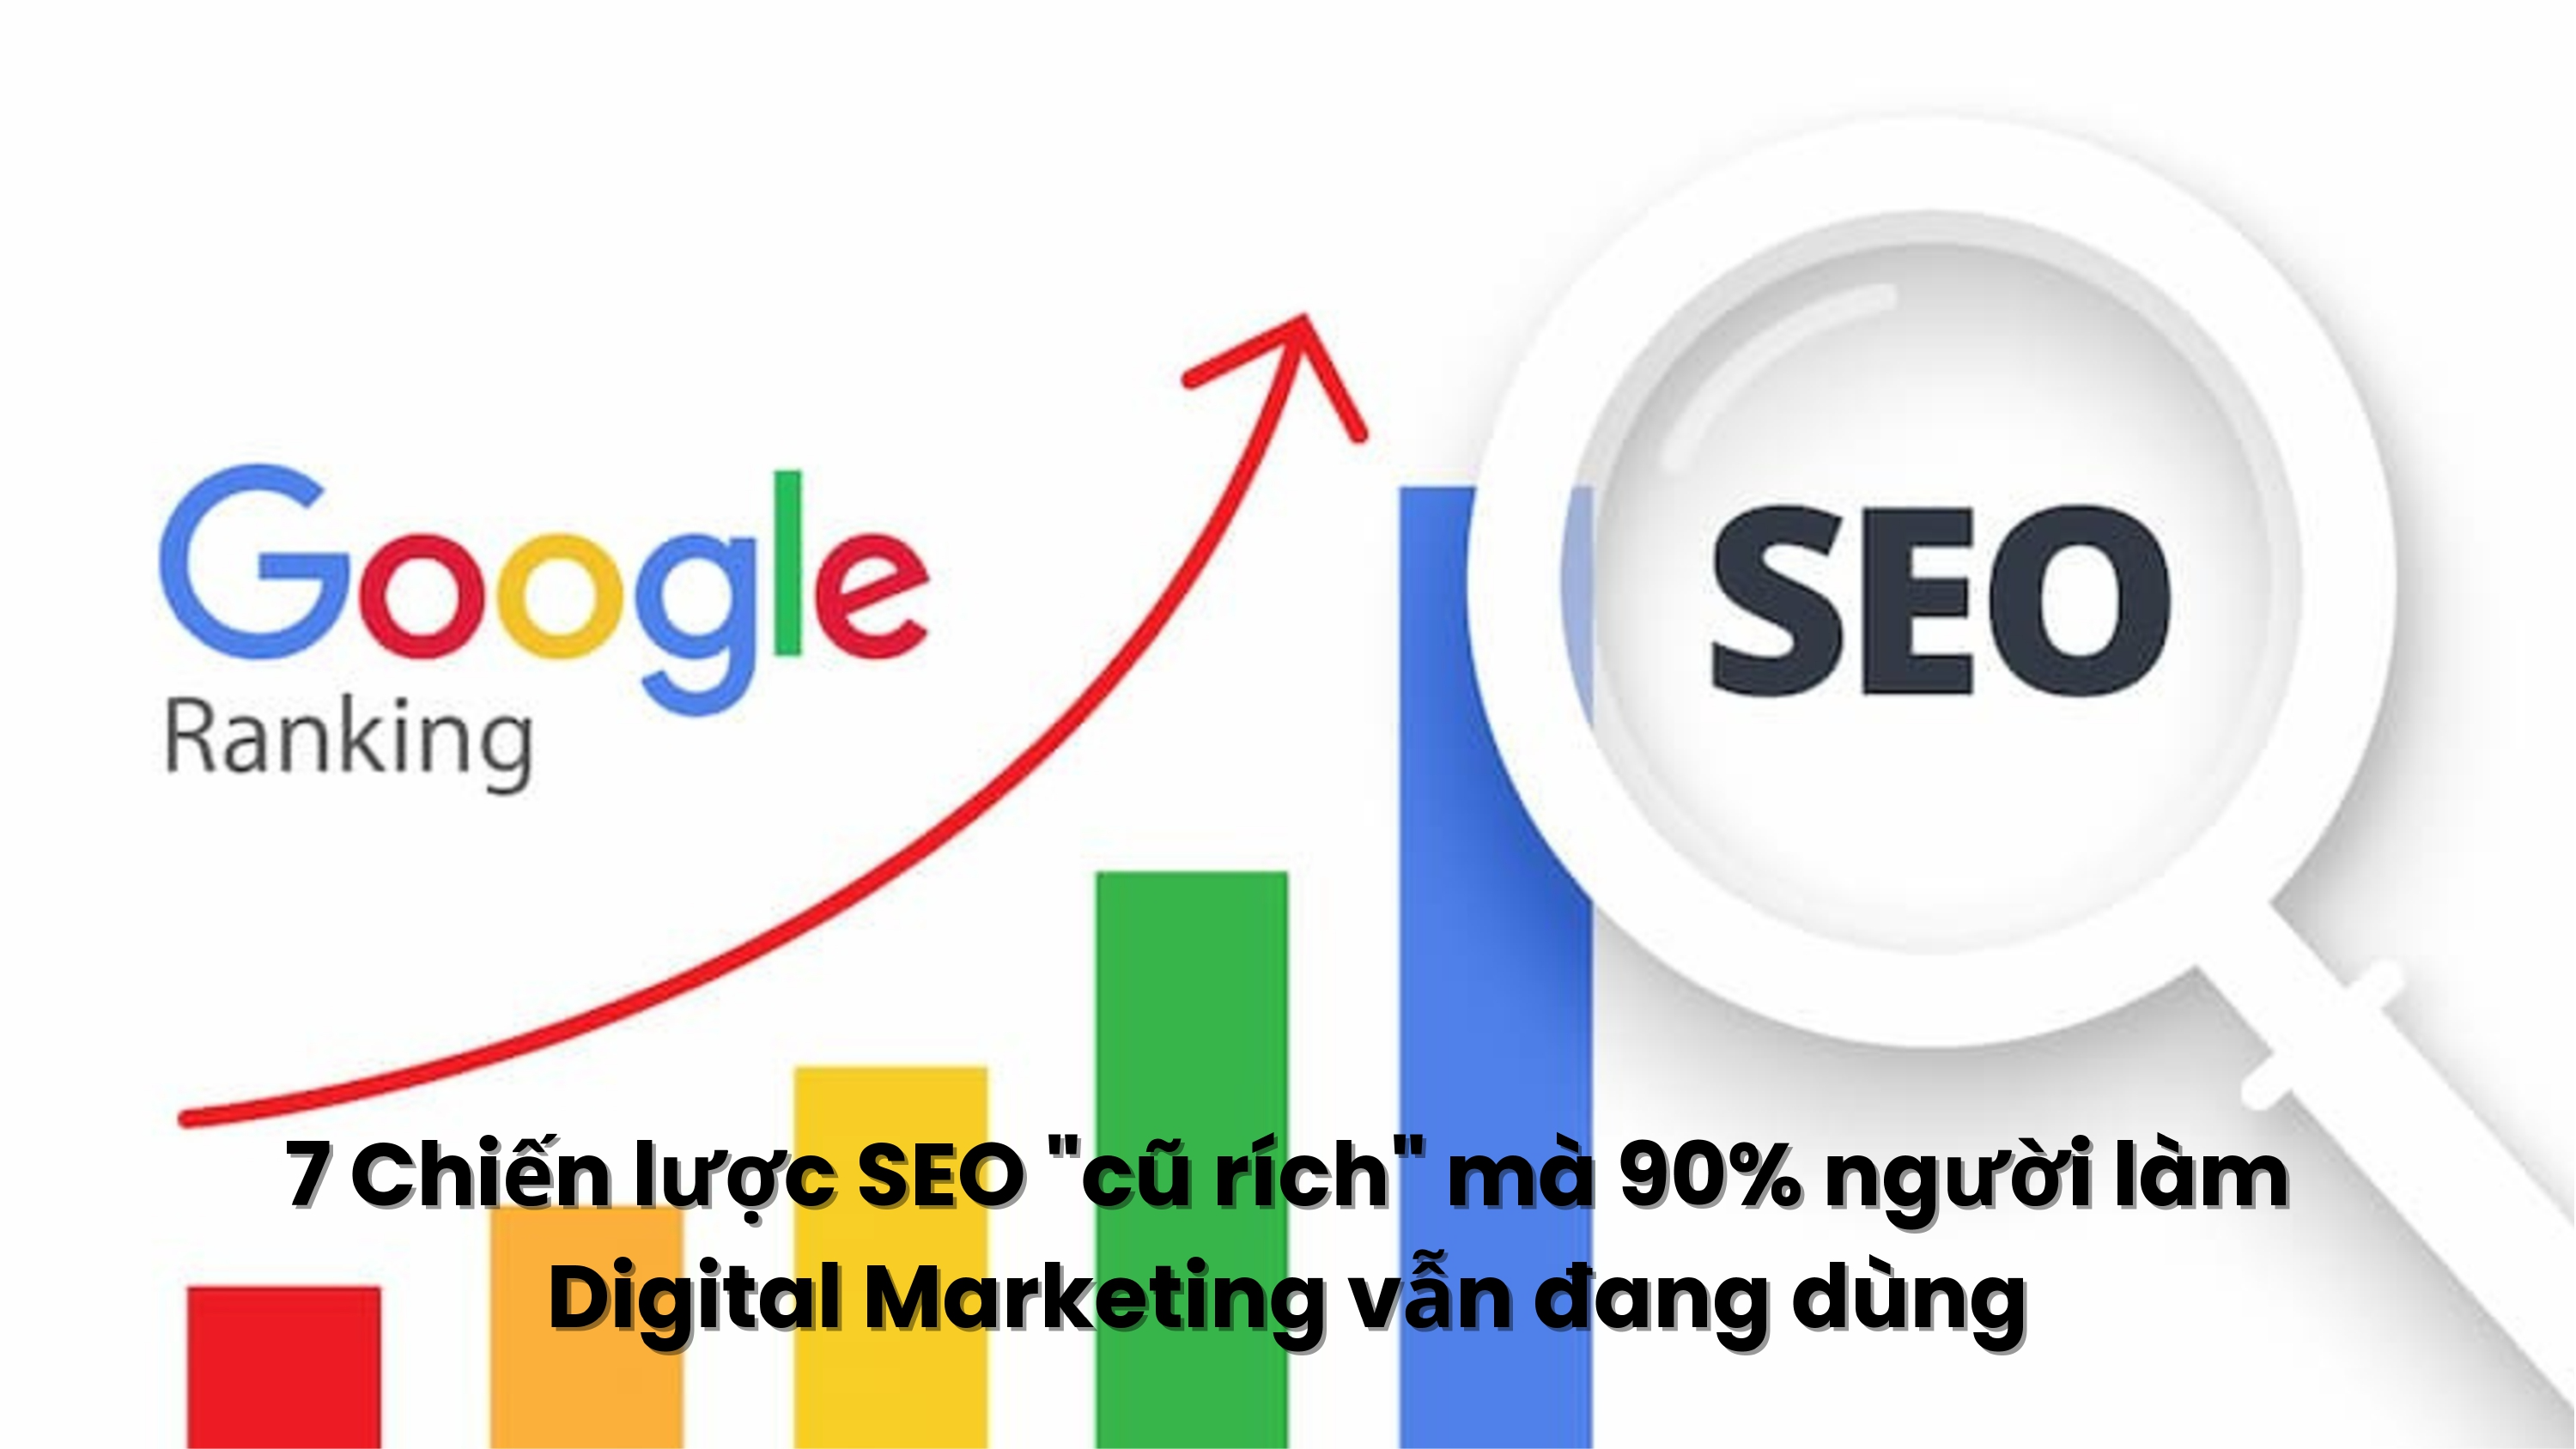 Google
Ranking
SEO
7 Chiến lược SEO "cũ rích" mà 90% người làm
Digital Marketing vẫn đang dùng